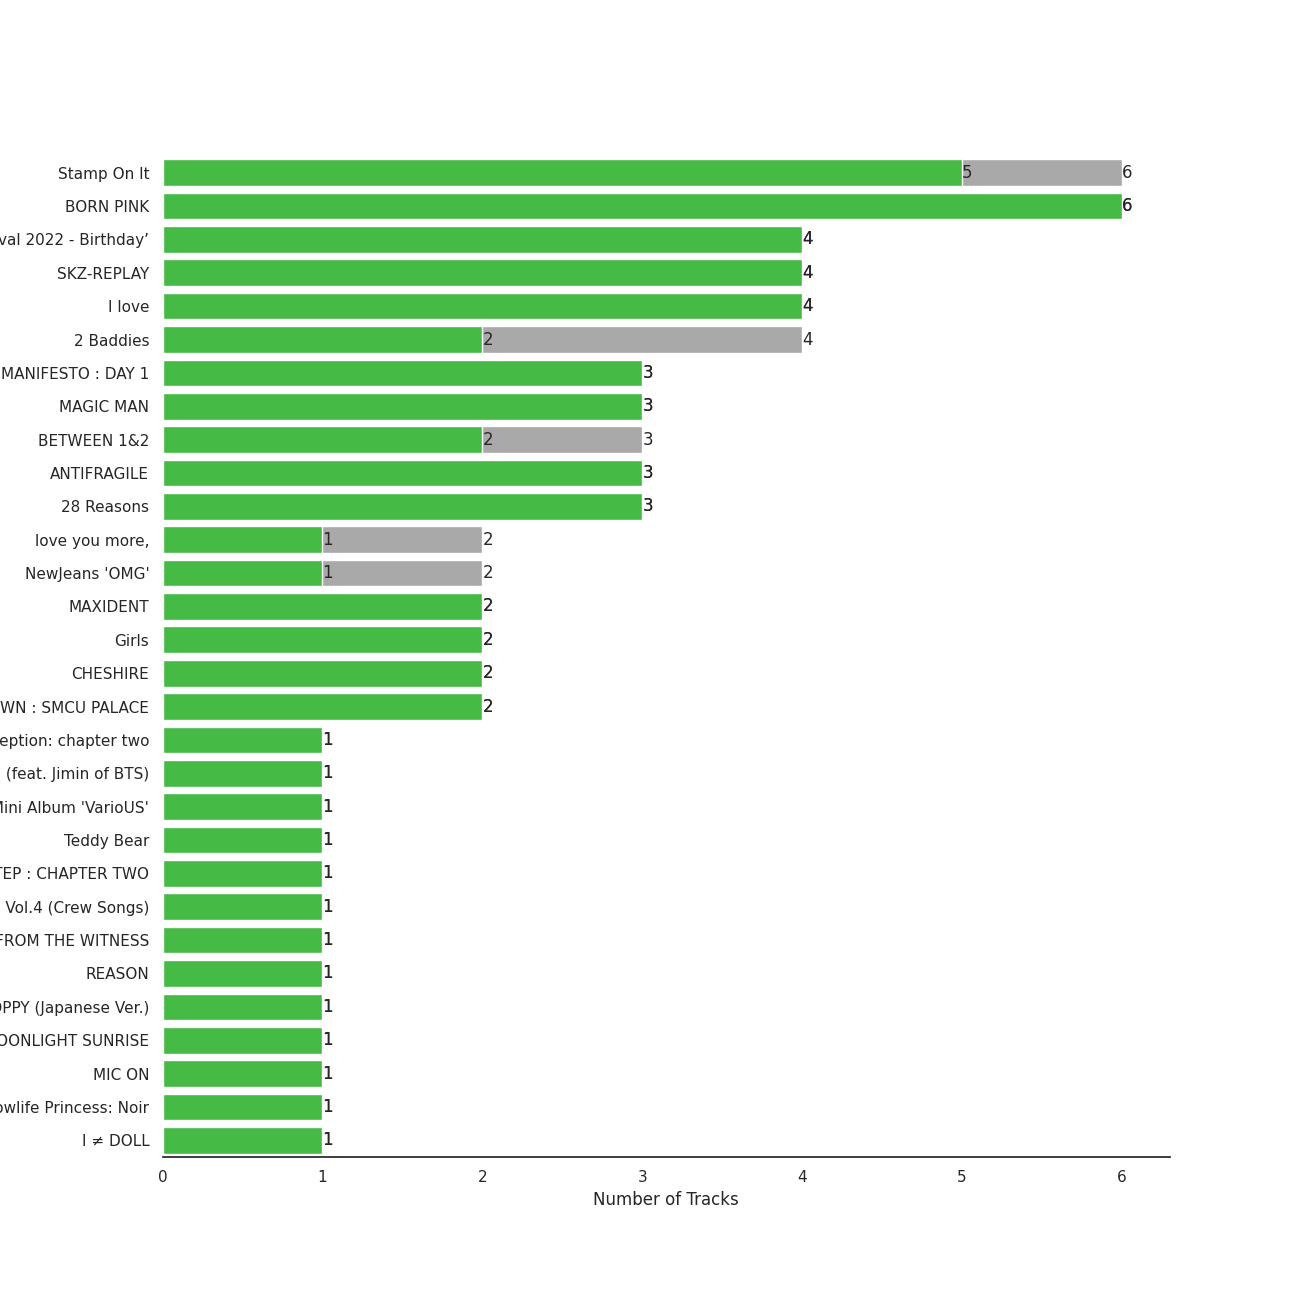 Stamp On It 5 6
BORN PINK 6
val 2022 - Birthday’ 4
SKZ-REPLAY 4
I love 4
2 Baddies 2 4
MANIFESTO : DAY 1 3
MAGIC MAN 3
BETWEEN 1&2 2 3
ANTIFRAGILE 3
28 Reasons 3
love you more, 1 2
NewJeans 'OMG' 1 2
MAXIDENT 2
Girls 2
CHESHIRE 2
WN : SMCU PALACE 2
eption: chapter two 1
(feat. Jimin of BTS) 1
Mini Album 'VarioUS' 1
Teddy Bear 1
TEP : CHAPTER TWO 1
Vol.4 (Crew Songs) 1
FROM THE WITNESS 1
REASON 1
OPPY (Japanese Ver.) 1
OONLIGHT SUNRISE 1
MIC ON 1
owlife Princess: Noir 1
I ≠ DOLL 1
0 1 2 3 4 5 6
Number of Tracks